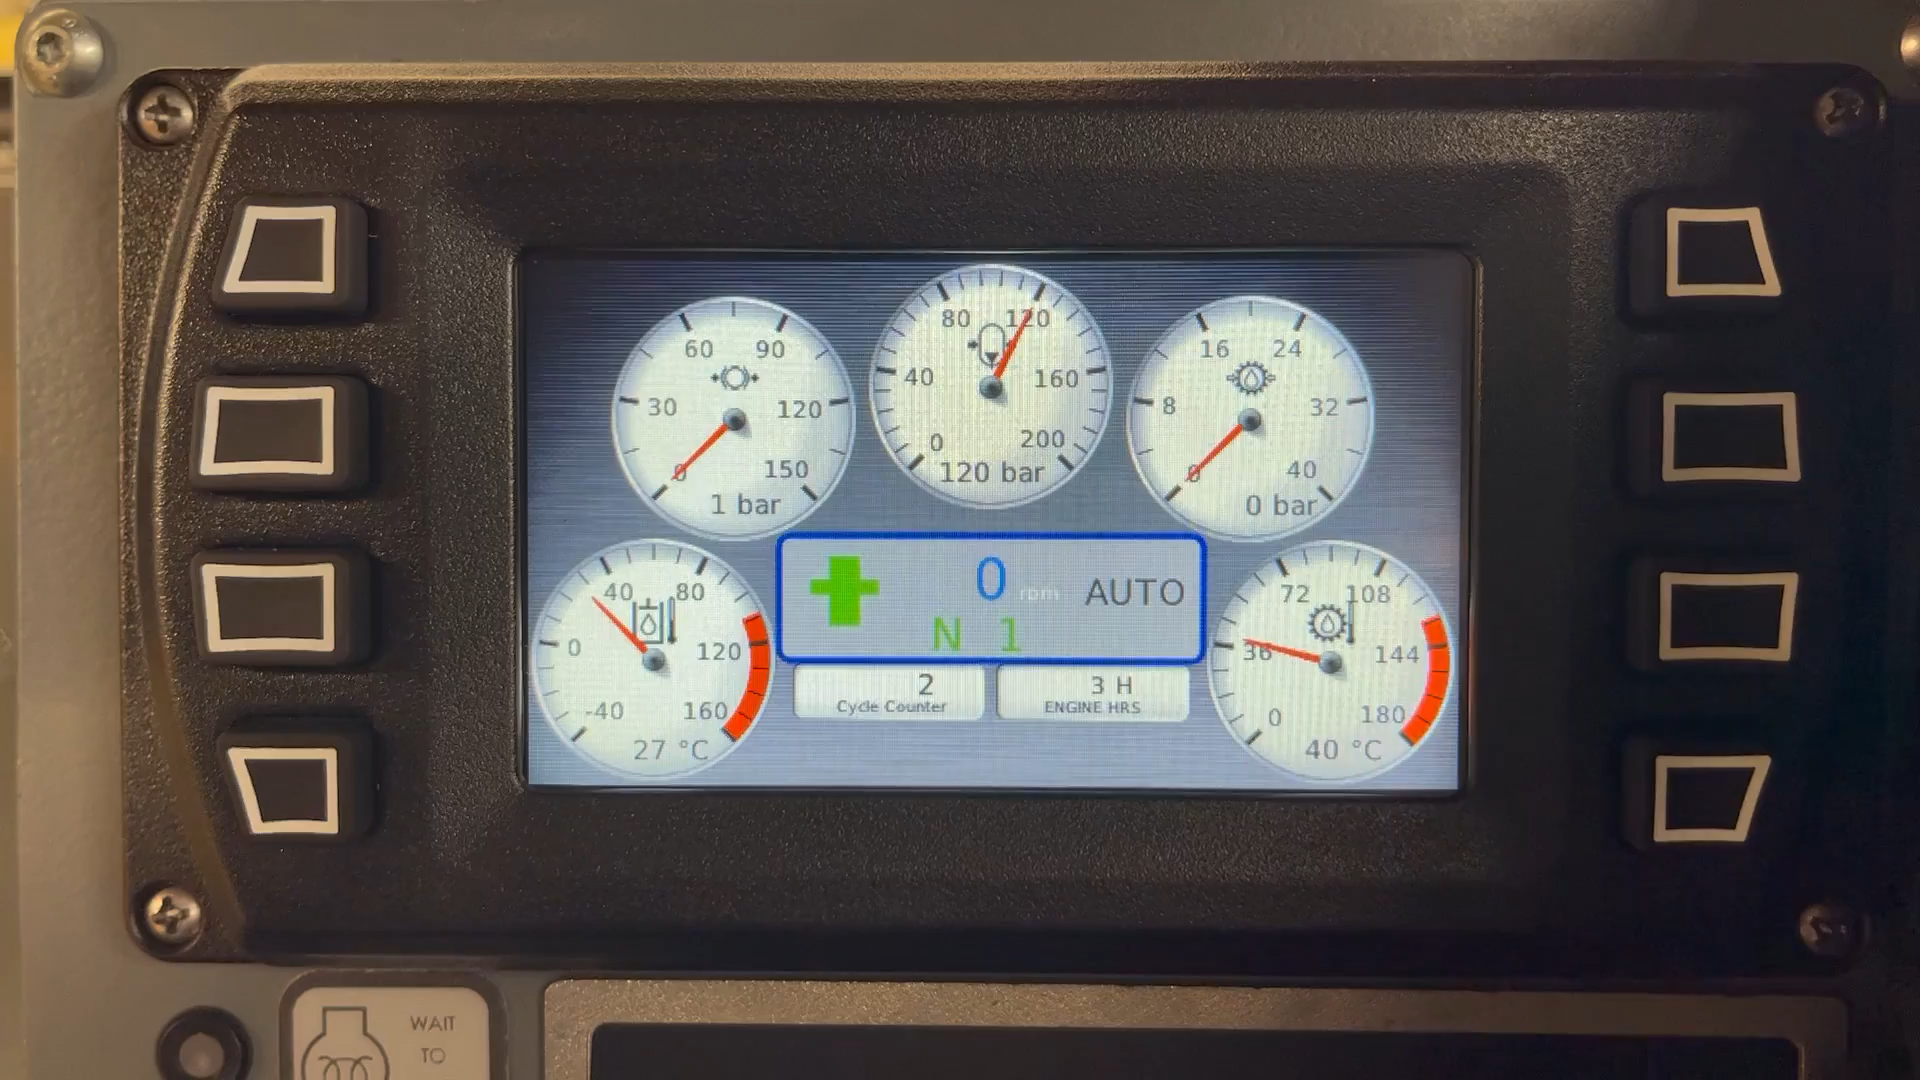 60 90
30 120
0 150
1 bar
80 120
40 160
0 200
120 bar
16 24
8 32
0 40
0 bar
40 80
0 120
-40 160
27 °C
0 rpm AUTO
N 1
2
Cycle Counter
3 H
ENGINE HRS
72 108
36 144
0 180
40 °C
WAIT
TO